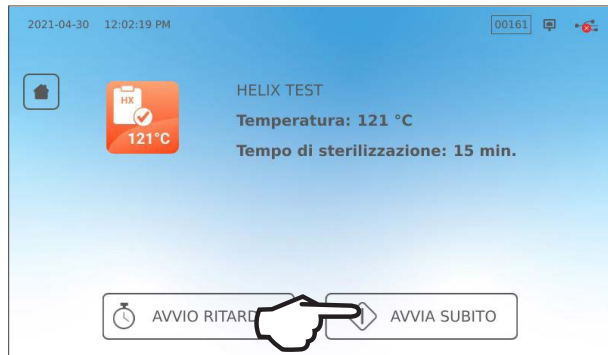 2021-04-30 12:02:19 PM 00161
HX
121°C
HELIX TEST
Temperatura: 121 °C
Tempo di sterilizzazione: 15 min.
AVVIO RITARD
AVVIA SUBITO